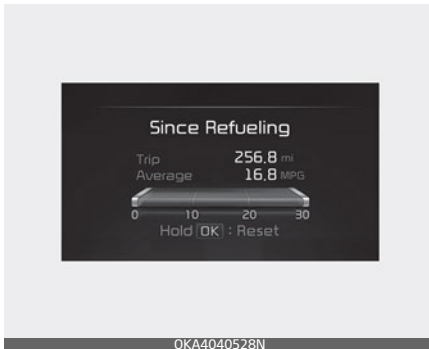 Since Refueling
Trip 256.8 mi
Average 16.8 MPG
0 10 20 30
Hold OK : Reset
OKA4040528N